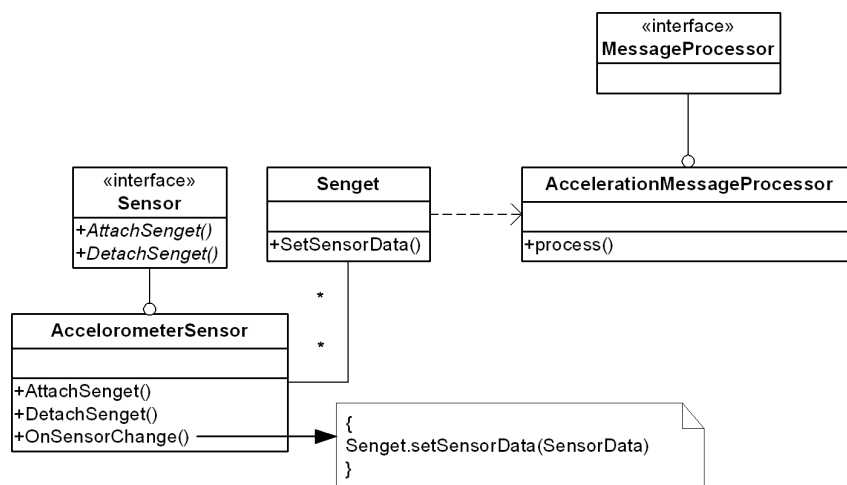 «interface»
MessageProcessor
«interface»
Sensor
+AttachSenget()
+DetachSenget()
Senget
+SetSensorData()
AccelerationMessageProcessor
+process()
*
*
AccelorometerSensor
+AttachSenget()
+DetachSenget()
+OnSensorChange()
{
Senget.setSensorData(SensorData)
}